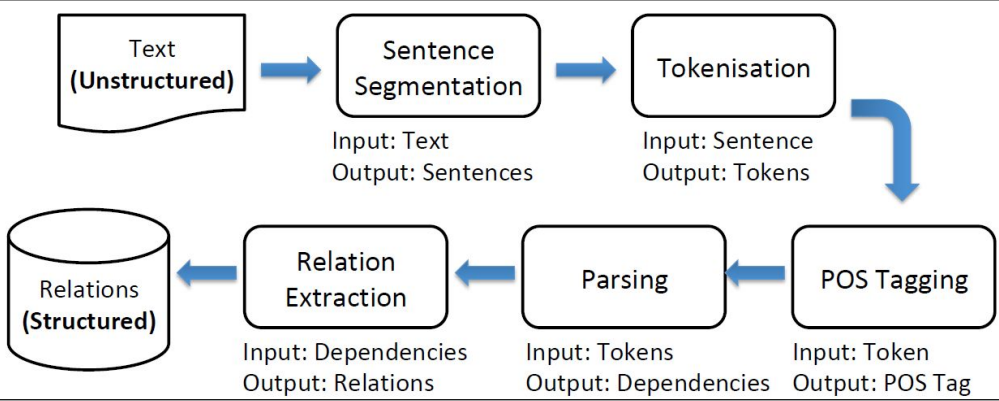 Text
(Unstructured)
Sentence
Segmentation
Input: Text
Output: Sentences
Tokenisation
Input: Sentence
Output: Tokens
POS Tagging
Input: Token
Output: POS Tag
Parsing
Input: Tokens
Output: Dependencies
Relation
Extraction
Input: Dependencies
Output: Relations
Relations
(Structured)